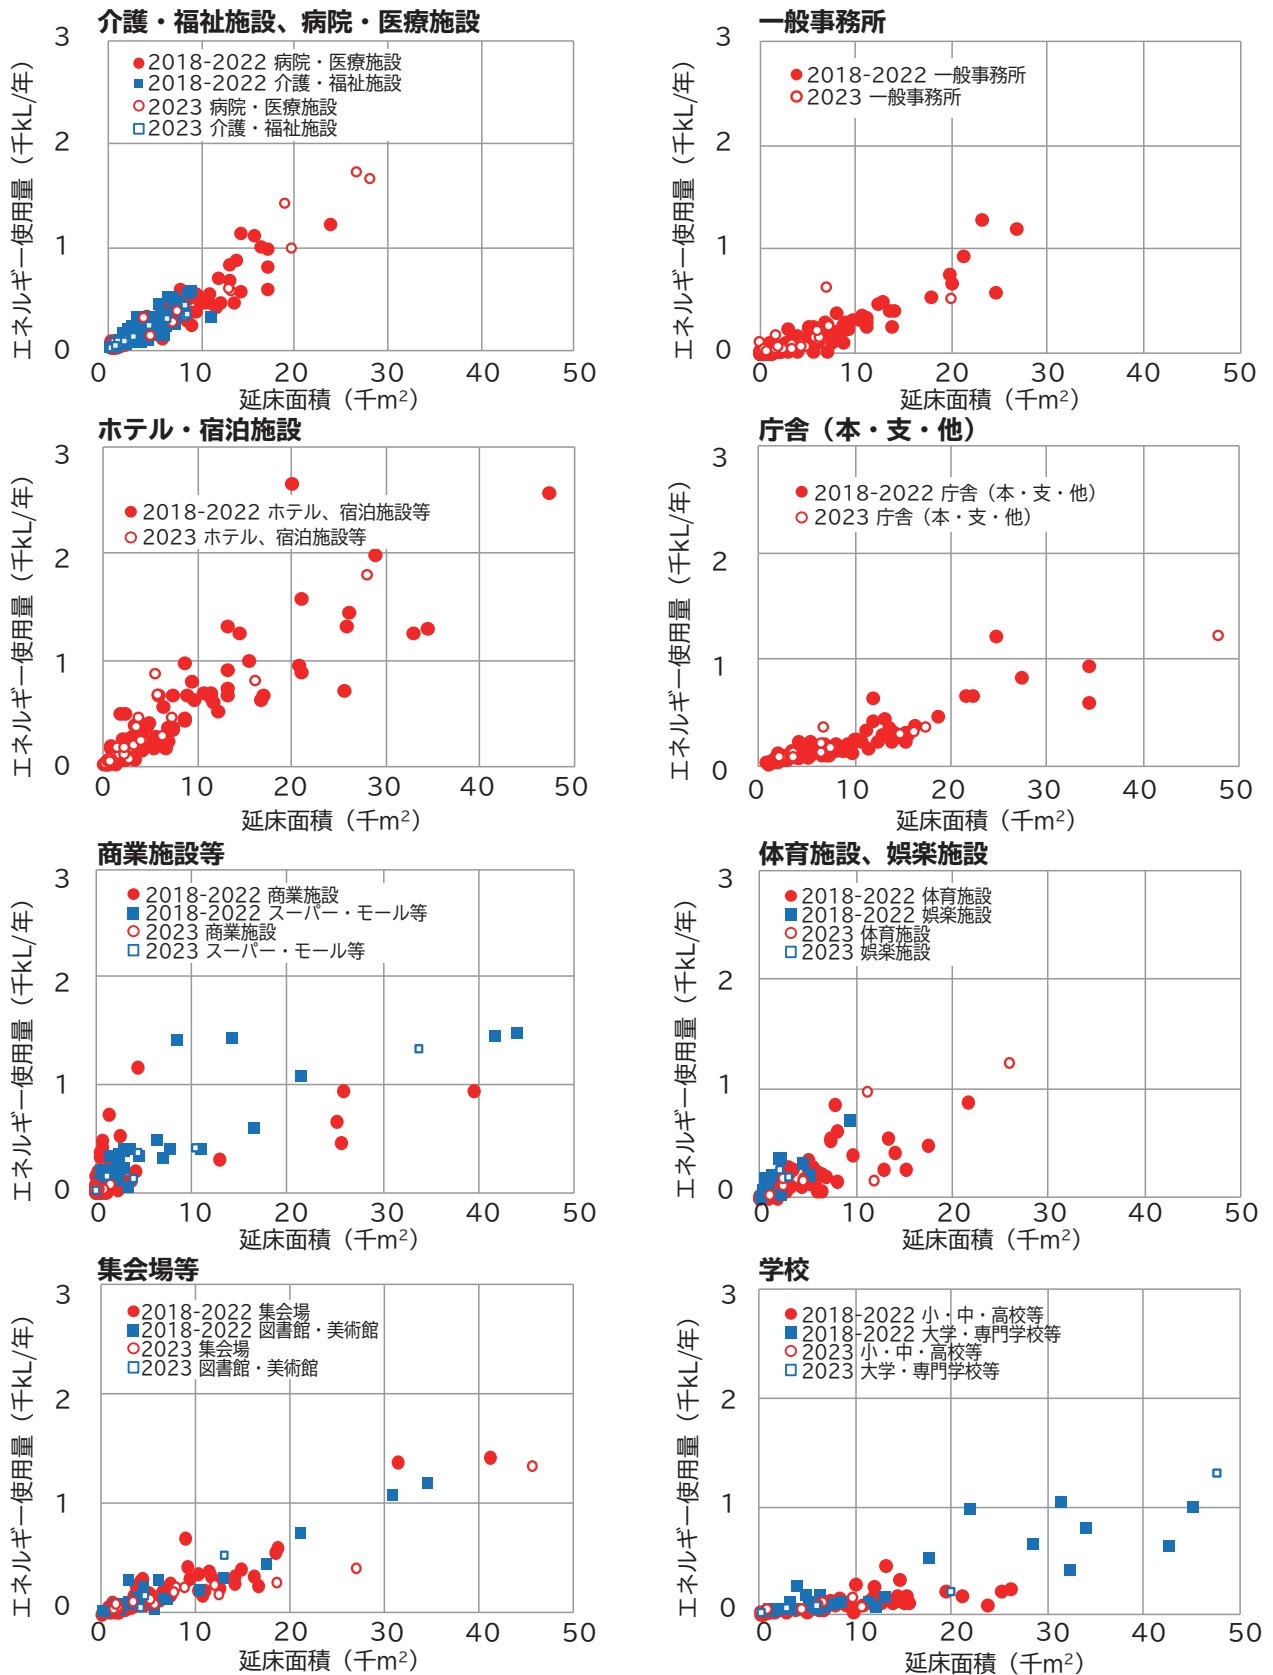 介護・福祉施設、病院・医療施設
エネルギー使用量（千kL/年）
3
2
1
0
2018-2022 病院・医療施設
2018-2022 介護・福祉施設
2023 病院・医療施設
2023 介護・福祉施設
0 10 20 30 40 50
延床面積（千m²）
一般事務所
エネルギー使用量（千kL/年）
3
2
1
0
2018-2022 一般事務所
2023 一般事務所
0 10 20 30 40 50
延床面積（千m²）
ホテル・宿泊施設
エネルギー使用量（千kL/年）
3
2
1
0
2018-2022 ホテル、宿泊施設等
2023 ホテル、宿泊施設等
0 10 20 30 40 50
延床面積（千m²）
庁舎（本・支・他）
エネルギー使用量（千kL/年）
3
2
1
0
2018-2022 庁舎（本・支・他）
2023 庁舎（本・支・他）
0 10 20 30 40 50
延床面積（千m²）
商業施設等
エネルギー使用量（千kL/年）
3
2
1
0
2018-2022 商業施設
2018-2022 スーパー・モール等
2023 商業施設
2023 スーパー・モール等
0 10 20 30 40 50
延床面積（千m²）
体育施設、娯楽施設
エネルギー使用量（千kL/年）
3
2
1
0
2018-2022 体育施設
2018-2022 娯楽施設
2023 体育施設
2023 娯楽施設
0 10 20 30 40 50
延床面積（千m²）
集会場等
エネルギー使用量（千kL/年）
3
2
1
0
2018-2022 集会場
2018-2022 図書館・美術館
2023 集会場
2023 図書館・美術館
0 10 20 30 40 50
延床面積（千m²）
学校
エネルギー使用量（千kL/年）
3
2
1
0
2018-2022 小・中・高校等
2018-2022 大学・専門学校等
2023 小・中・高校等
2023 大学・専門学校等
0 10 20 30 40 50
延床面積（千m²）